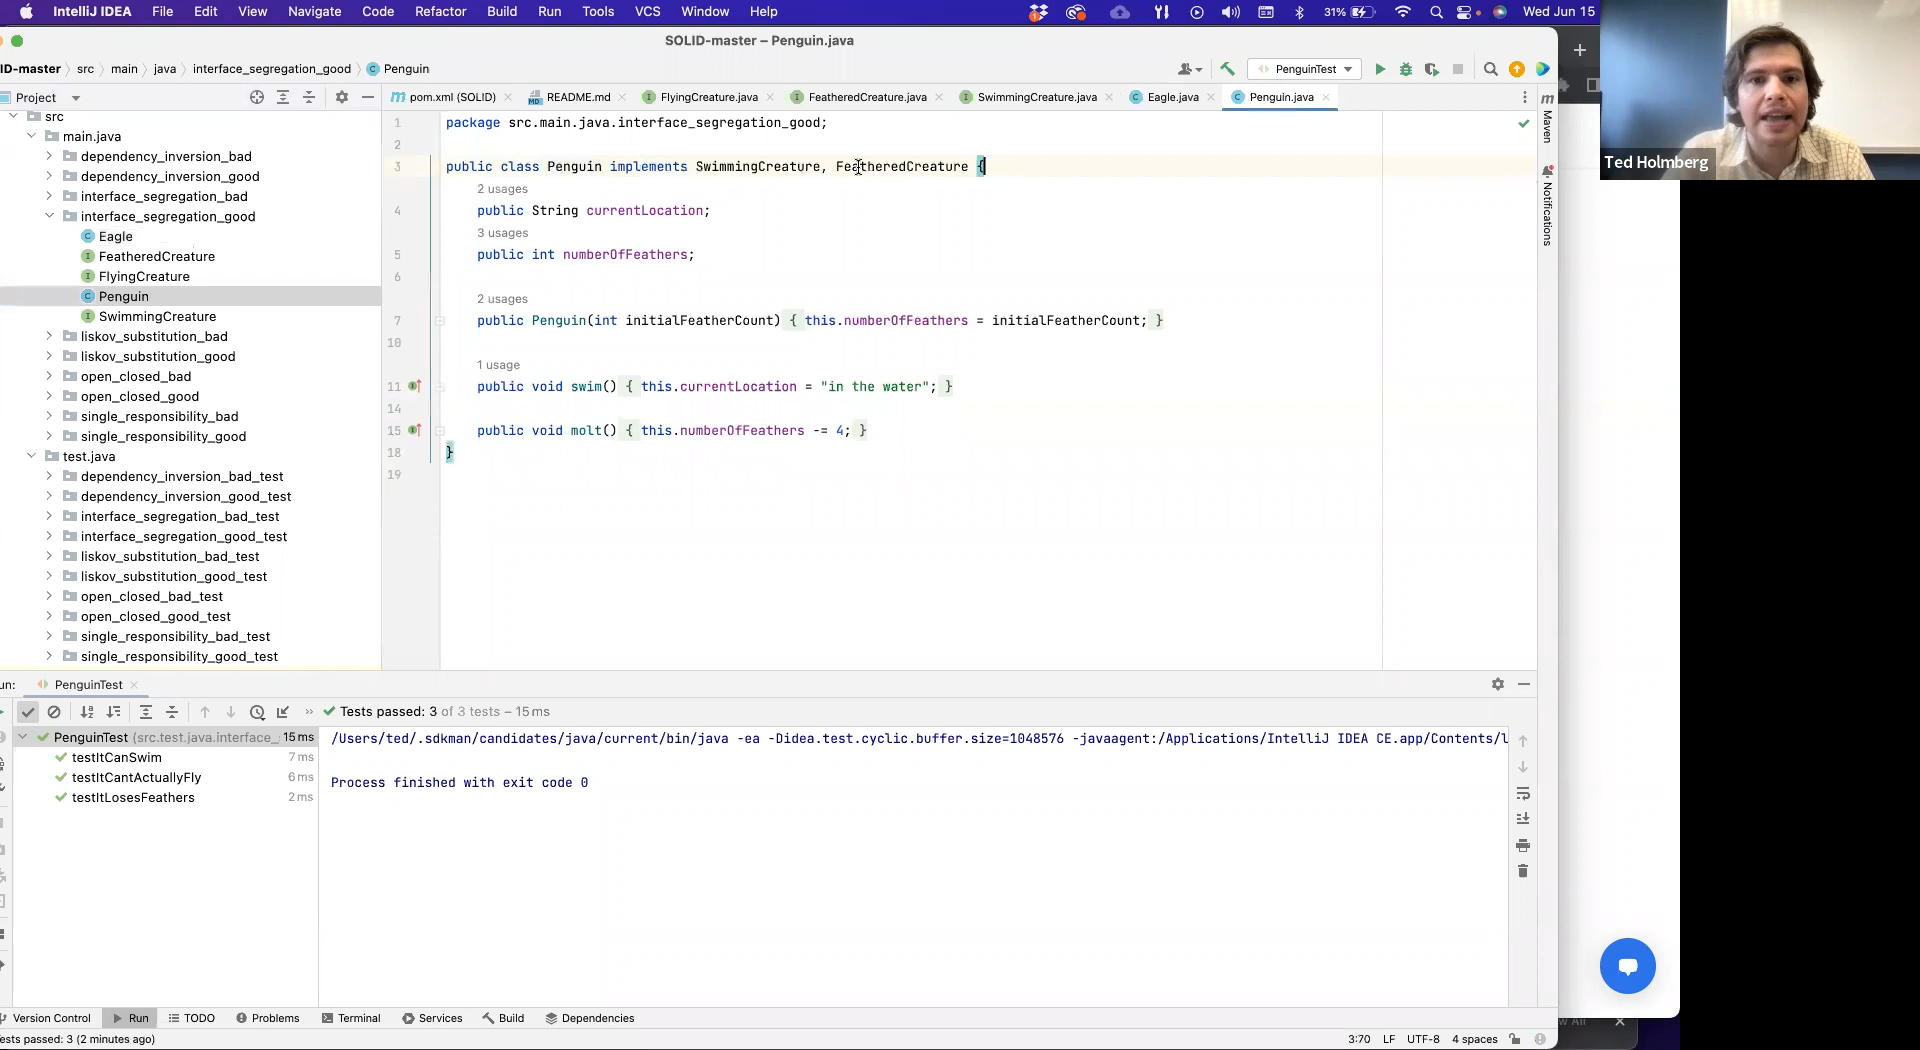 IntelliJ IDEA File Edit View Navigate Code Refactor Build Run Tools VCS Window Help 1 31% Wed Jun 15
SOLID-master – Penguin.java
ID-master src main java interface_segregation_good Penguin PenguinTest
Project
pom.xml (SOLID) README.md FlyingCreature.java FeatheredCreature.java SwimmingCreature.java Eagle.java Penguin.java
src
main.java
dependency_inversion_bad
dependency_inversion_good
interface_segregation_bad
interface_segregation_good
Eagle
FeatheredCreature
FlyingCreature
Penguin
SwimmingCreature
liskov_substitution_bad
liskov_substitution_good
open_closed_bad
open_closed_good
single_responsibility_bad
single_responsibility_good
test.java
dependency_inversion_bad_test
dependency_inversion_good_test
interface_segregation_bad_test
interface_segregation_good_test
liskov_substitution_bad_test
liskov_substitution_good_test
open_closed_bad_test
open_closed_good_test
single_responsibility_bad_test
single_responsibility_good_test
1 package src.main.java.interface_segregation_good;
2
3 public class Penguin implements SwimmingCreature, FeatheredCreature {
2 usages
4 public String currentLocation;
3 usages
5 public int numberOfFeathers;
6
2 usages
7 public Penguin(int initialFeatherCount) { this.numberOfFeathers = initialFeatherCount; }
10
1 usage
11 public void swim() { this.currentLocation = "in the water"; }
14
15 public void molt() { this.numberOfFeathers -= 4; }
18 }
19
m
Maven
Notifications
Ted Holmberg
un: PenguinTest
Tests passed: 3 of 3 tests – 15 ms
PenguinTest (src.test.java.interface_ 15 ms
testItCanSwim 7 ms
testItCantActuallyFly 6 ms
testItLosesFeathers 2 ms
/Users/ted/.sdkman/candidates/java/current/bin/java -ea -Didea.test.cyclic.buffer.size=1048576 -javaagent:/Applications/IntelliJ IDEA CE.app/Contents/l
Process finished with exit code 0
Version Control Run TODO Problems Terminal Services Build Dependencies
ests passed: 3 (2 minutes ago) 3:70 LF UTF-8 4 spaces
w All